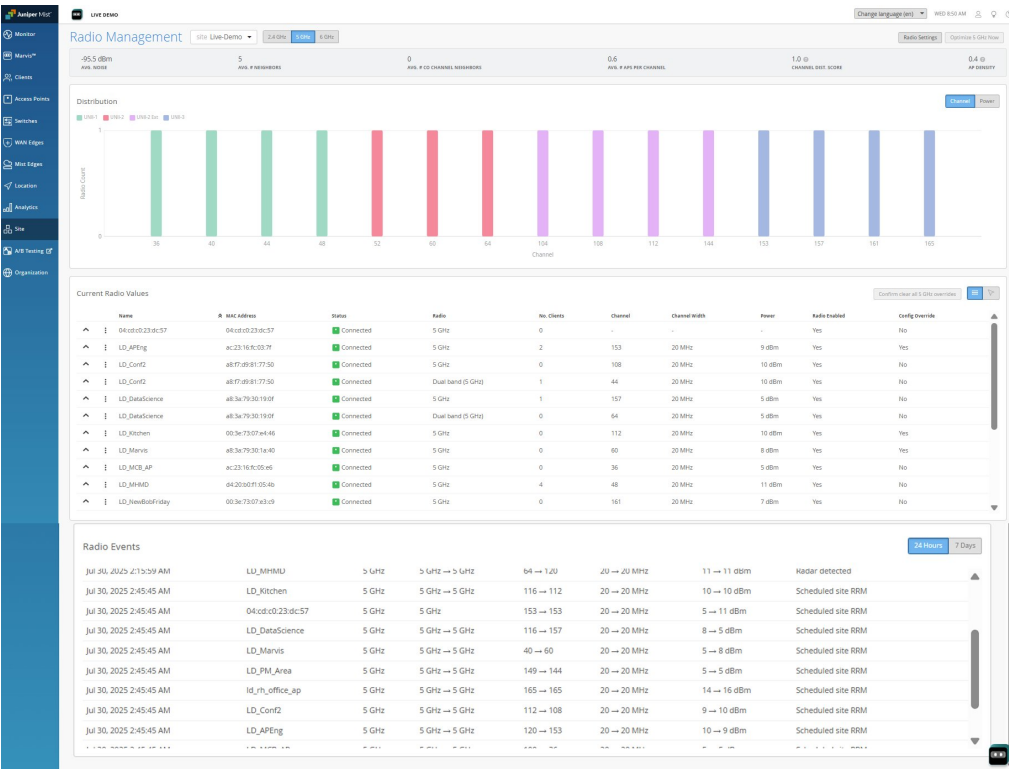 Juniper Mist
LIVE DEMO
Change language (en)
WED 8:50 AM
Monitor
Marvis™
Clients
Access Points
Switches
WAN Edges
Mist Edges
Location
Analytics
Site
A/B Testing
Organization
Radio Management site Live-Demo 2.4 GHz 5 GHz 6 GHz Radio Settings Optimize 5 GHz Now
-95.5 dBm 5 0 0.6 1.0 0.4
AVG. NOISE AVG. # NEIGHBORS AVG. # CO CHANNEL NEIGHBORS AVG. # APS PER CHANNEL CHANNEL DIST. SCORE AP DENSITY
Distribution Channel Power
UNII-1 UNII-2 UNII-2 Ext UNII-3
1
Radio Count
0
36 40 44 48 52 60 64 104 108 112 144 153 157 161 165
Channel
Current Radio Values Confirm clear all 5 GHz overrides
Name MAC Address Status Radio No. Clients Channel Channel Width Power Radio Enabled Config Override
04:cd:c0:23:dc:57 04:cd:c0:23:dc:57 Connected 5 GHz 0 - - - Yes No
LD_APEng ac:23:16:fc:03:7f Connected 5 GHz 2 153 20 MHz 9 dBm Yes Yes
LD_Conf2 a8:f7:d9:81:77:50 Connected 5 GHz 0 108 20 MHz 10 dBm Yes No
LD_Conf2 a8:f7:d9:81:77:50 Connected Dual band (5 GHz) 1 44 20 MHz 10 dBm Yes No
LD_DataScience a8:3a:79:30:19:0f Connected 5 GHz 1 157 20 MHz 5 dBm Yes No
LD_DataScience a8:3a:79:30:19:0f Connected Dual band (5 GHz) 0 64 20 MHz 5 dBm Yes No
LD_Kitchen 00:3e:73:07:e4:46 Connected 5 GHz 0 112 20 MHz 10 dBm Yes Yes
LD_Marvis a8:3a:79:30:1a:40 Connected 5 GHz 0 60 20 MHz 8 dBm Yes Yes
LD_MCB_AP ac:23:16:fc:05:e6 Connected 5 GHz 0 36 20 MHz 5 dBm Yes No
LD_MHMD d4:20:b0:f1:05:4b Connected 5 GHz 4 48 20 MHz 11 dBm Yes No
LD_NewBobFriday 00:3e:73:07:e3:c9 Connected 5 GHz 0 161 20 MHz 7 dBm Yes No
Radio Events 24 Hours 7 Days
Jul 30, 2025 2:15:59 AM LD_MHMD 5 GHz 5 GHz → 5 GHz 64 → 120 20 → 20 MHz 11 → 11 dBm Radar detected
Jul 30, 2025 2:45:45 AM LD_Kitchen 5 GHz 5 GHz → 5 GHz 116 → 112 20 → 20 MHz 10 → 10 dBm Scheduled site RRM
Jul 30, 2025 2:45:45 AM 04:cd:c0:23:dc:57 5 GHz 5 GHz 153 → 153 20 → 20 MHz 5 → 11 dBm Scheduled site RRM
Jul 30, 2025 2:45:45 AM LD_DataScience 5 GHz 5 GHz → 5 GHz 116 → 157 20 → 20 MHz 8 → 5 dBm Scheduled site RRM
Jul 30, 2025 2:45:45 AM LD_Marvis 5 GHz 5 GHz → 5 GHz 40 → 60 20 → 20 MHz 5 → 8 dBm Scheduled site RRM
Jul 30, 2025 2:45:45 AM LD_PM_Area 5 GHz 5 GHz → 5 GHz 149 → 144 20 → 20 MHz 5 → 5 dBm Scheduled site RRM
Jul 30, 2025 2:45:45 AM ld_rh_office_ap 5 GHz 5 GHz → 5 GHz 165 → 165 20 → 20 MHz 14 → 16 dBm Scheduled site RRM
Jul 30, 2025 2:45:45 AM LD_Conf2 5 GHz 5 GHz → 5 GHz 112 → 108 20 → 20 MHz 9 → 10 dBm Scheduled site RRM
Jul 30, 2025 2:45:45 AM LD_APEng 5 GHz 5 GHz → 5 GHz 120 → 153 20 → 20 MHz 10 → 9 dBm Scheduled site RRM